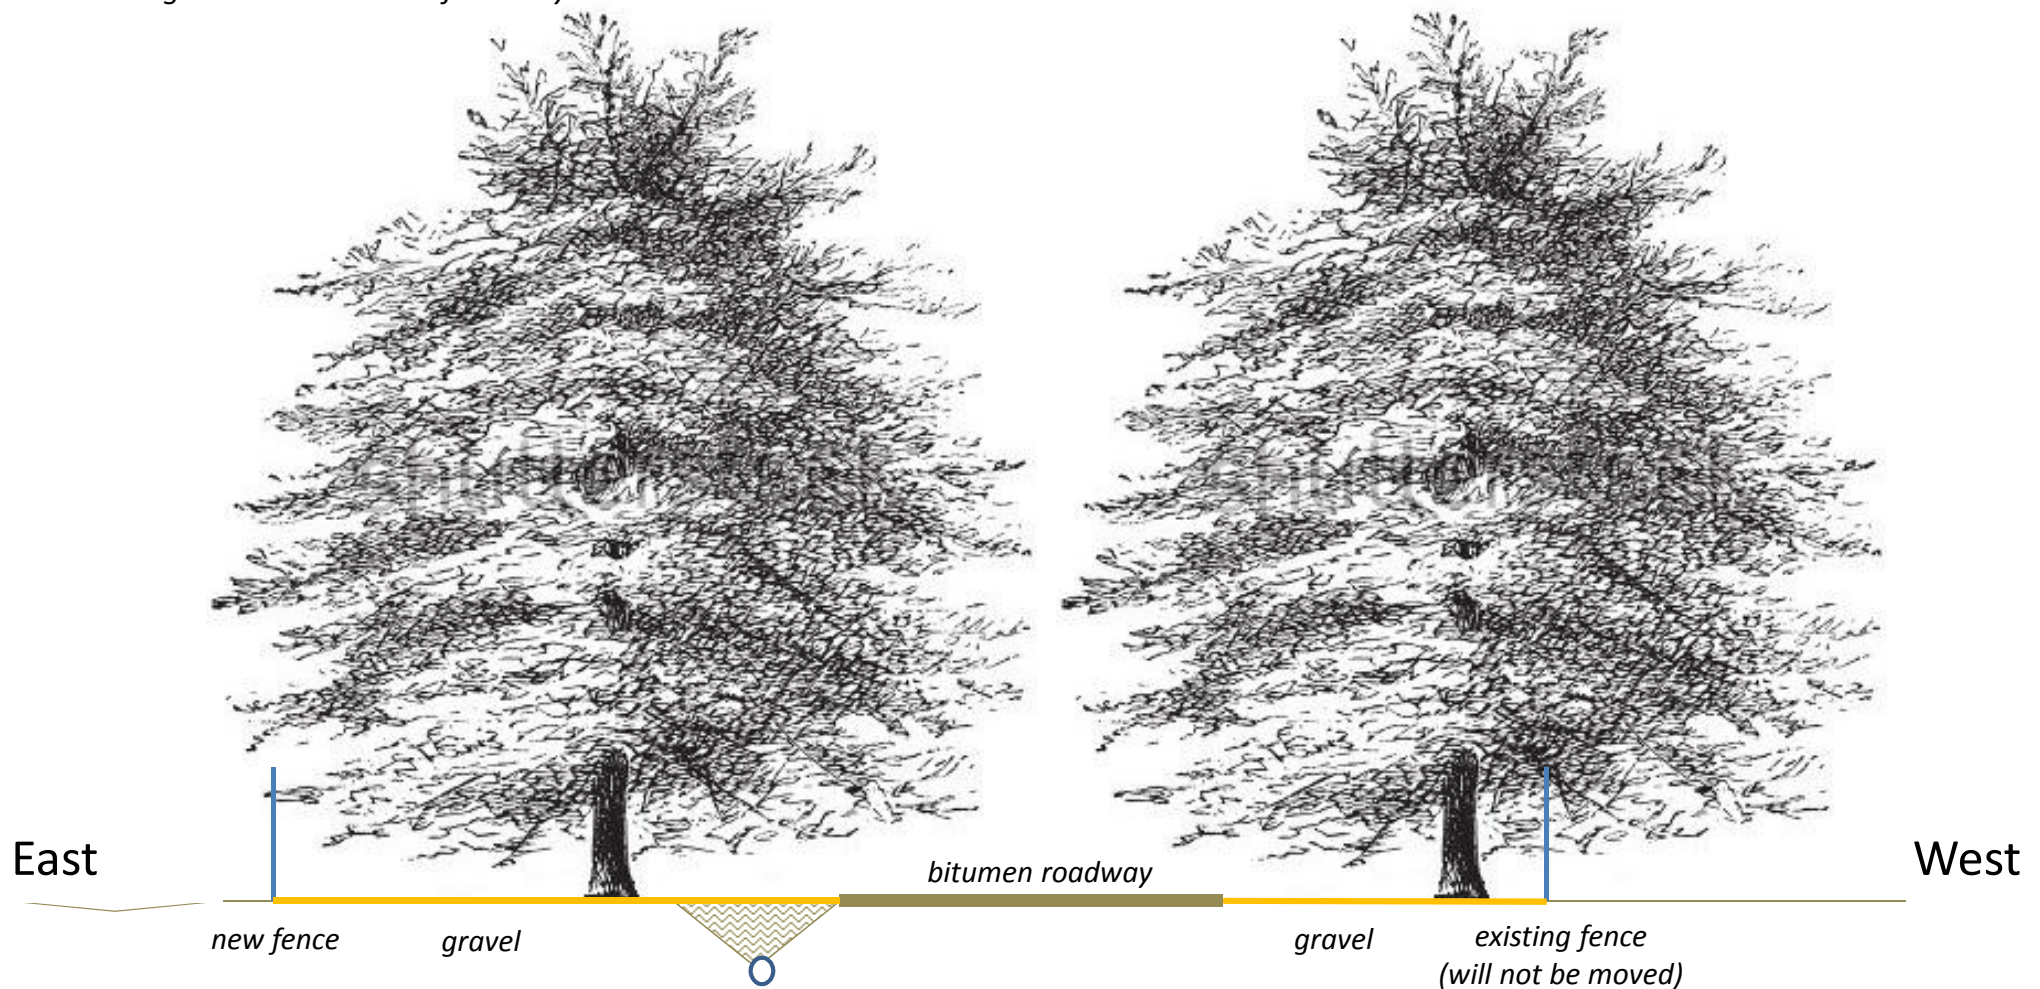 bitumen roadway
East
West
new fence
gravel
gravel
existing fence
(will not be moved)